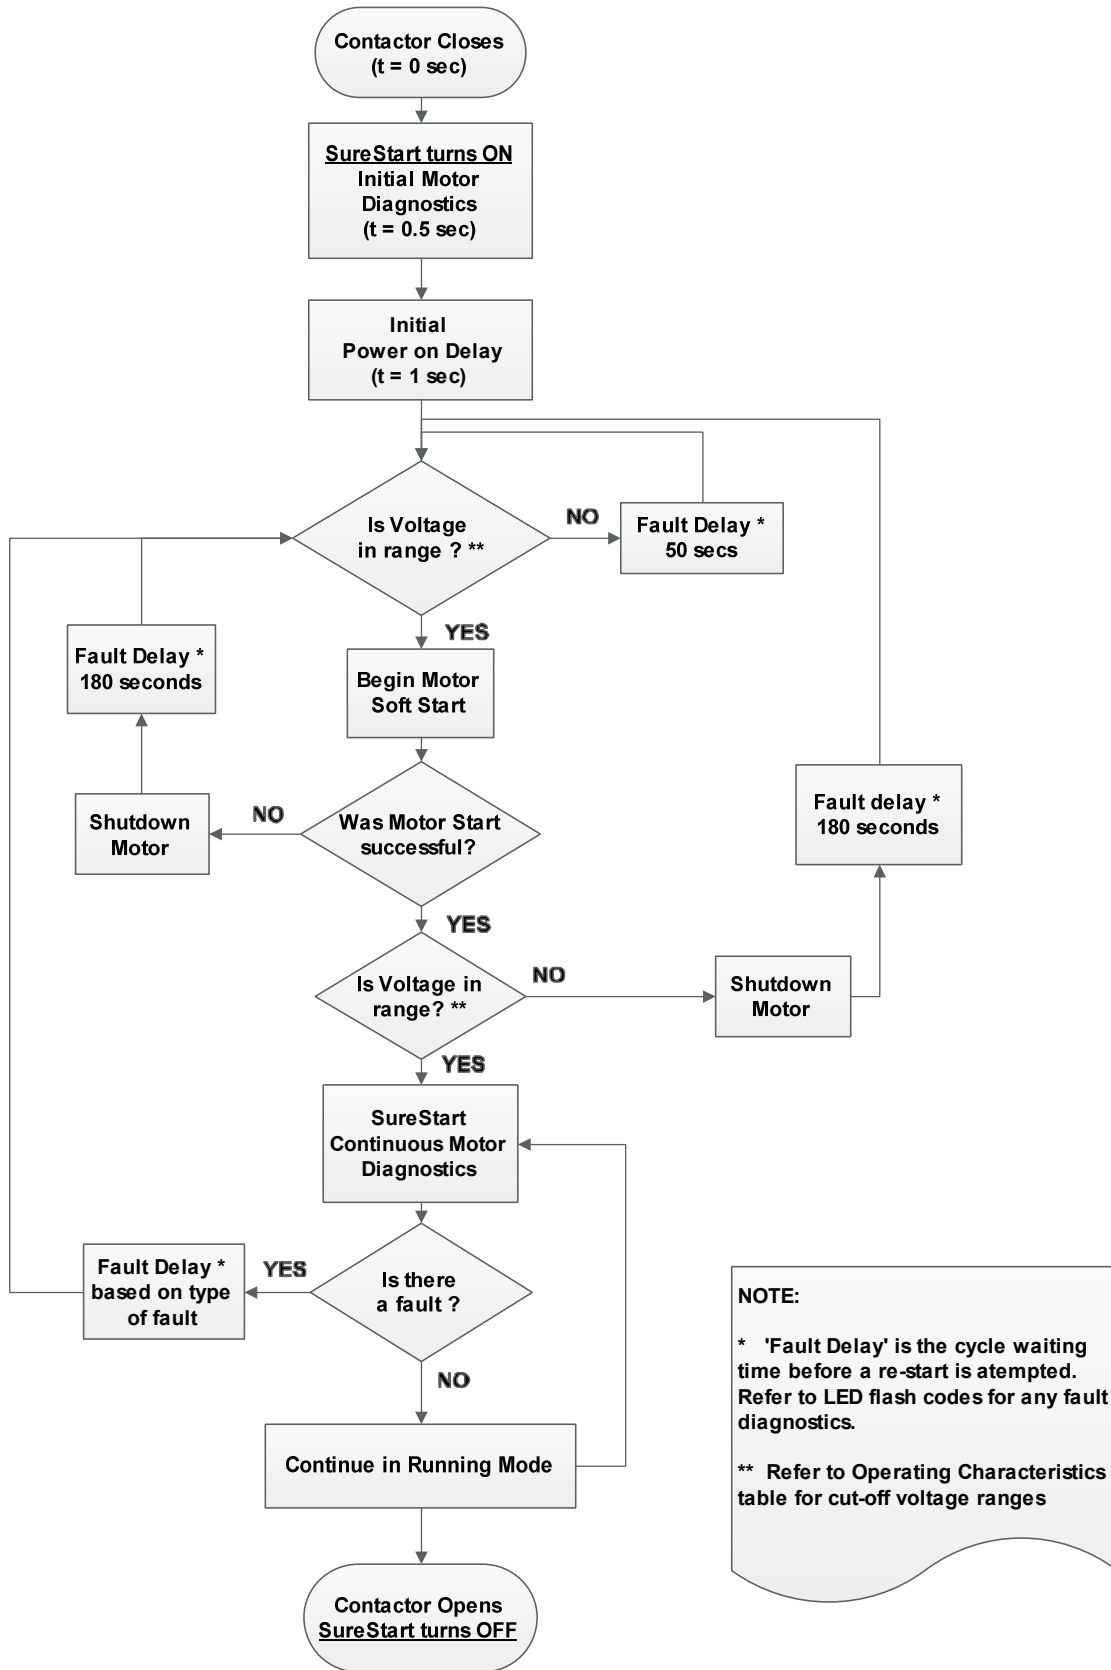 Contactor Closes
(t = 0 sec)
SureStart turns ON
Initial Motor
Diagnostics
(t = 0.5 sec)
Initial
Power on Delay
(t = 1 sec)
Is Voltage
in range ? **
NO
Fault Delay *
50 secs
YES
Fault Delay *
180 seconds
Begin Motor
Soft Start
Shutdown
Motor
NO
Was Motor Start
successful?
Fault delay *
180 seconds
YES
Is Voltage in
range? **
NO
Shutdown
Motor
YES
SureStart
Continuous Motor
Diagnostics
Fault Delay *
based on type
of fault
YES
Is there
a fault ?
NO
Continue in Running Mode
Contactor Opens
SureStart turns OFF
NOTE:
* 'Fault Delay' is the cycle waiting
time before a re-start is atempted.
Refer to LED flash codes for any fault
diagnostics.
** Refer to Operating Characteristics
table for cut-off voltage ranges